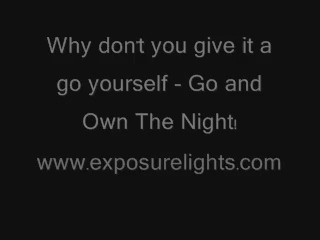 Why dont you give it a
go yourself - Go and
Own The Night!
www.exposurelights.com